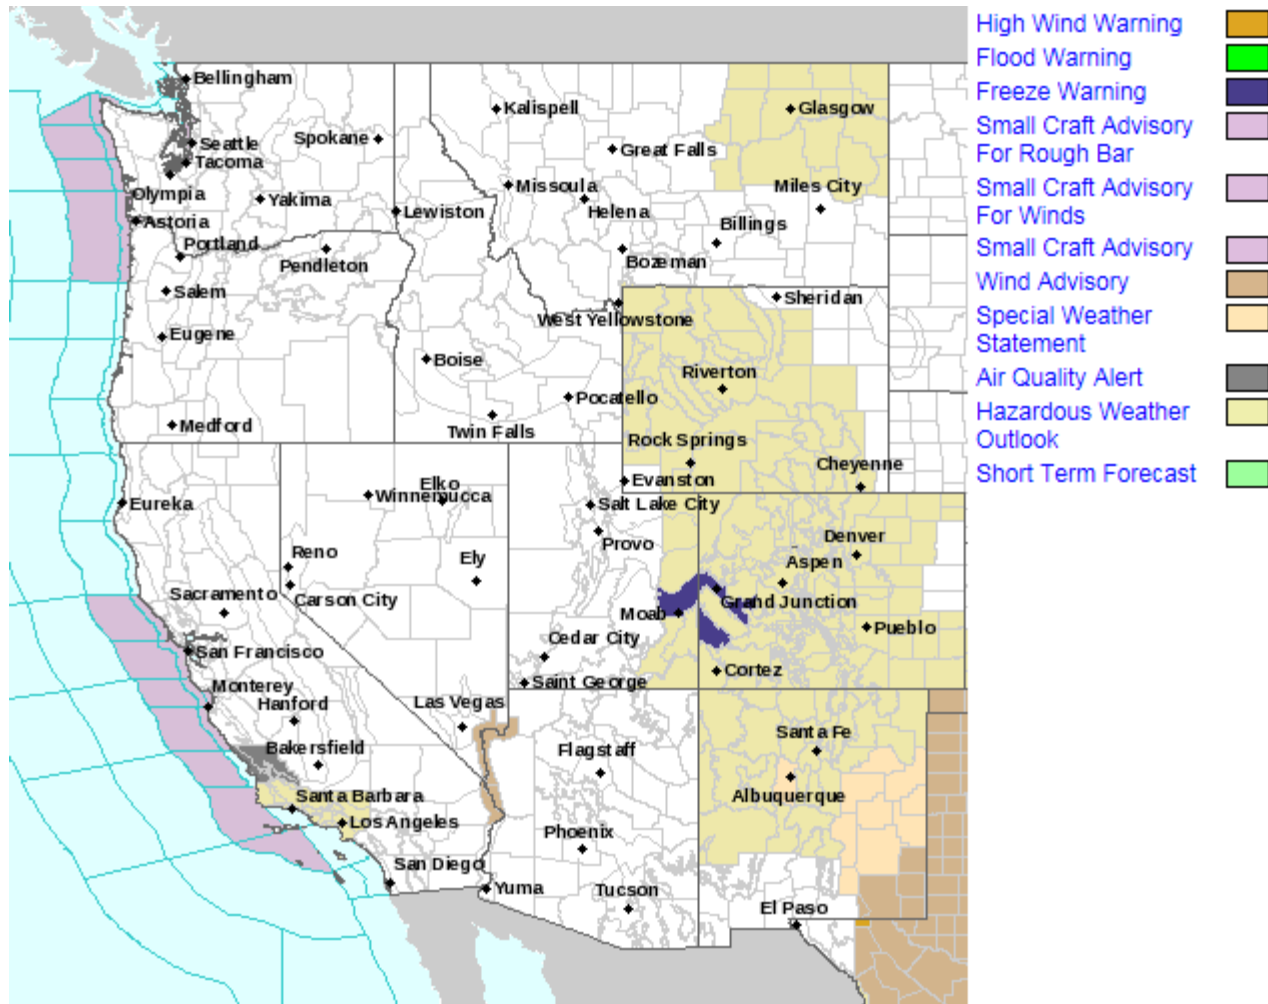 High Wind Warning
Flood Warning
Freeze Warning
Small Craft Advisory
For Rough Bar
Small Craft Advisory
For Winds
Small Craft Advisory
Wind Advisory
Special Weather
Statement
Air Quality Alert
Hazardous Weather
Outlook
Short Term Forecast
Bellingham
Kalispell
Glasgow
Seattle
Spokane
Great Falls
Tacoma
Olympia
Yakima
Missoula
Miles City
Astoria
Lewiston
Helena
Billings
Portland
Pendleton
Bozeman
Salem
Sheridan
West Yellowstone
Eugene
Boise
Riverton
Pocatello
Medford
Twin Falls
Rock Springs
Cheyenne
Evanston
Elko
Winnemucca
Eureka
Salt Lake City
Denver
Provo
Reno
Ely
Aspen
Sacramento
Carson City
Grand Junction
Moab
Pueblo
Cedar City
San Francisco
Cortez
Saint George
Monterey
Hanford
Las Vegas
Bakersfield
Flagstaff
Santa Fe
Santa Barbara
Albuquerque
Los Angeles
Phoenix
San Diego
Yuma
Tucson
El Paso